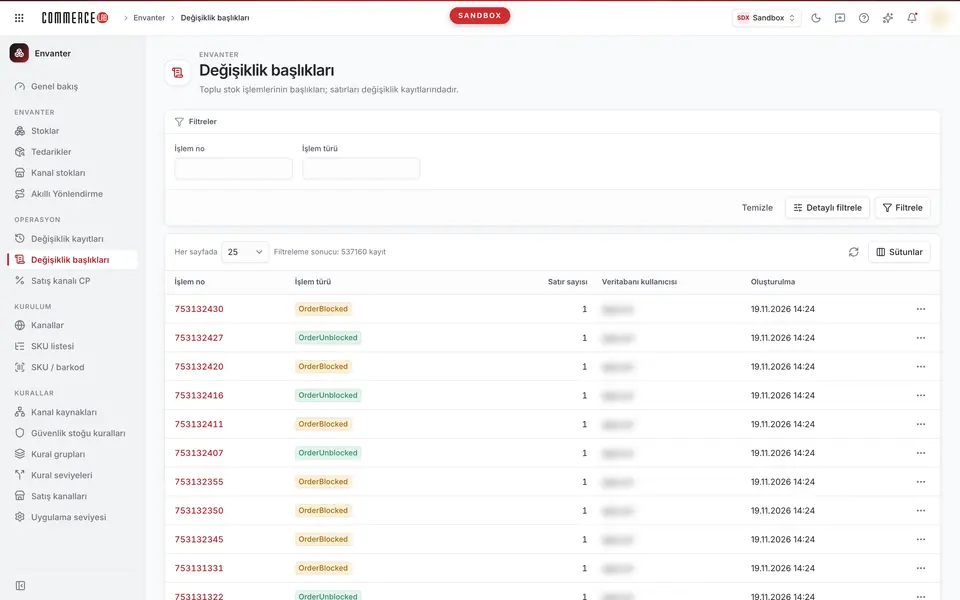 COMMERCE LAB
Envanter
Değişiklik başlıkları
SANDBOX
SDX Sandbox
Envanter
Genel bakış
ENVANTER
Stoklar
Tedarikler
Kanal stokları
Akıllı Yönlendirme
OPERASYON
Değişiklik kayıtları
Değişiklik başlıkları
Satış kanalı CP
KURULUM
Kanallar
SKU listesi
SKU / barkod
KURALLAR
Kanal kaynakları
Güvenlik stoğu kuralları
Kural grupları
Kural seviyeleri
Satış kanalları
Uygulama seviyesi
ENVANTER
Değişiklik başlıkları
Toplu stok işlemlerinin başlıkları; satırları değişiklik kayıtlarındadır.
Filtreler
İşlem no İşlem türü
Temizle Detaylı filtrele Filtrele
Her sayfada 25 Filtreleme sonucu: 537160 kayıt Sütunlar
İşlem no İşlem türü Satır sayısı Veritabanı kullanıcısı Oluşturulma
753132430 OrderBlocked 1 19.11.2026 14:24
753132427 OrderUnblocked 1 19.11.2026 14:24
753132420 OrderBlocked 1 19.11.2026 14:24
753132416 OrderUnblocked 1 19.11.2026 14:24
753132411 OrderBlocked 1 19.11.2026 14:24
753132407 OrderUnblocked 1 19.11.2026 14:24
753132355 OrderBlocked 1 19.11.2026 14:24
753132350 OrderBlocked 1 19.11.2026 14:24
753132345 OrderBlocked 1 19.11.2026 14:24
753131331 OrderBlocked 1 19.11.2026 14:24
753131322 OrderUnblocked 1 19.11.2026 14:24